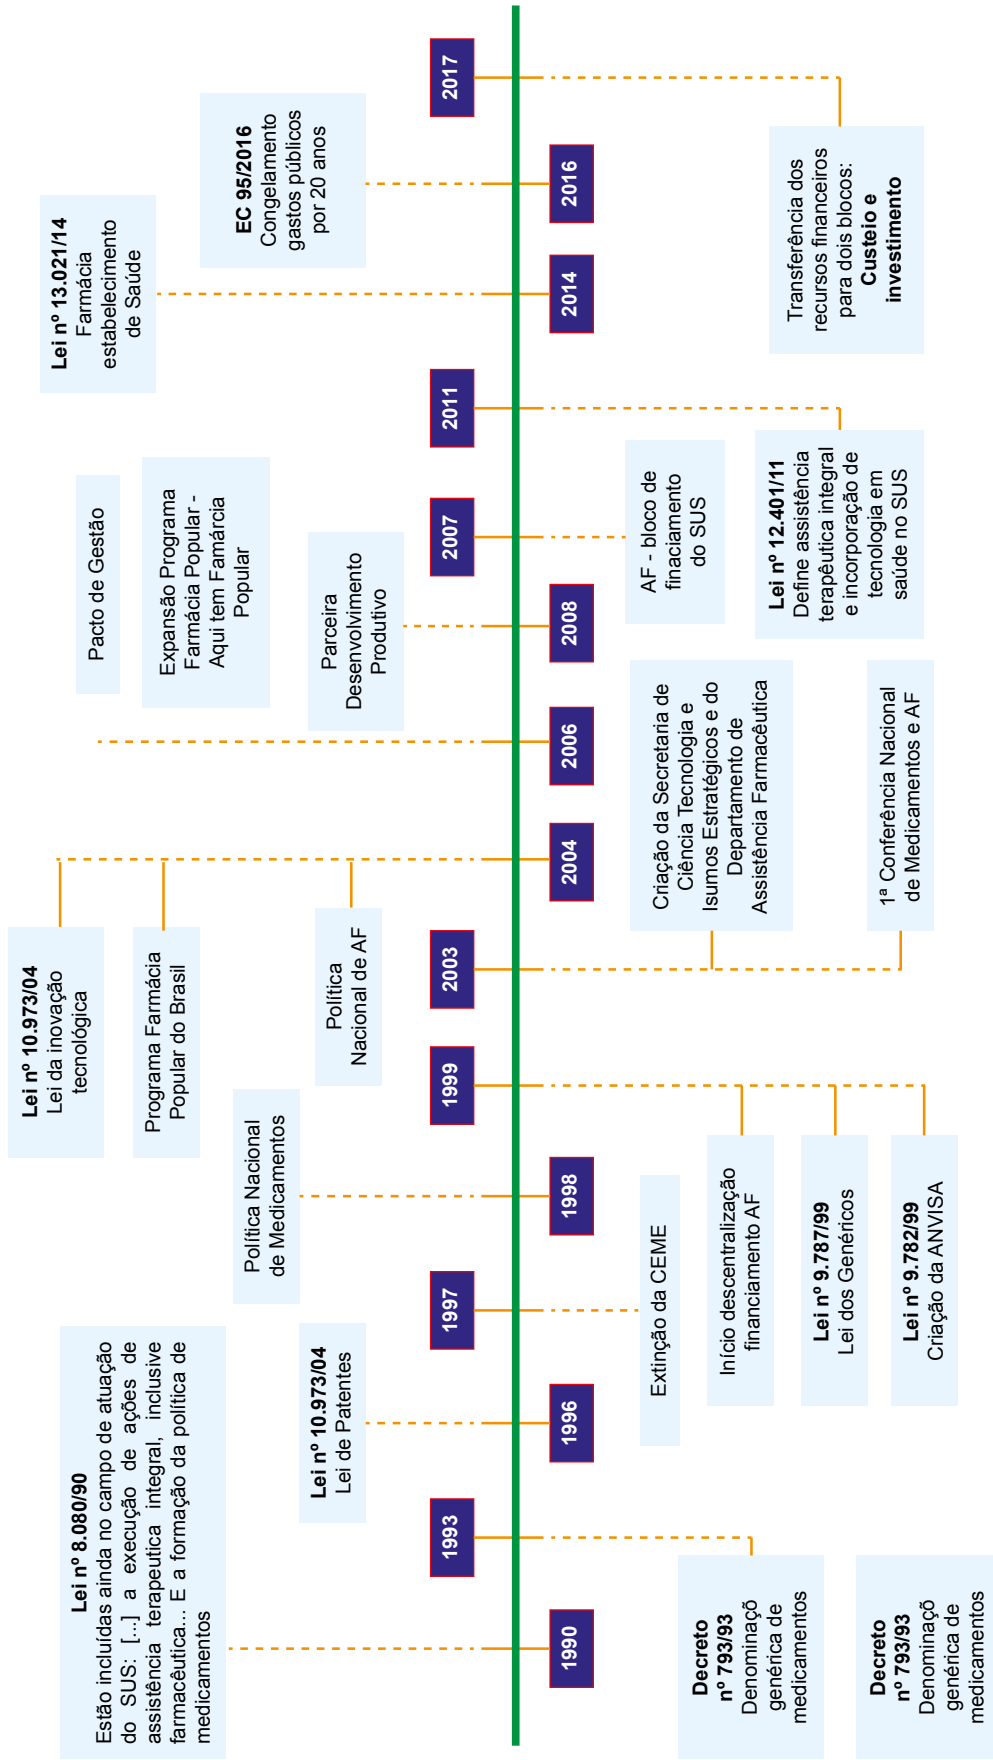 Lei nº 8.080/90
Estão incluídas ainda no campo de atuação
do SUS: [...] a execução de ações de
assistência terapeutica integral, inclusive
farmacêutica... E a formação da política de
medicamentos
1990
1993
Decreto
nº 793/93
Denominaçõ
genérica de
medicamentos
Decreto
nº 793/93
Denominaçõ
genérica de
medicamentos
Lei nº 10.973/04
Lei de Patentes
1996
1997
Extinção da CEME
Política Nacional
de Medicamentos
1998
1999
Início descentralização
financiamento AF
Lei nº 9.787/99
Lei dos Genéricos
Lei nº 9.782/99
Criação da ANVISA
2003
Criação da Secretaria de
Ciência Tecnologia e
Isumos Estratégicos e do
Departamento de
Assistência Farmacêutica
1ª Conferência Nacional
de Medicamentos e AF
Lei nº 10.973/04
Lei da inovação
tecnológica
Programa Farmácia
Popular do Brasil
Política
Nacional de AF
2004
2006
Pacto de Gestão
Expansão Programa
Farmácia Popular -
Aqui tem Famárcia
Popular
Parceira
Desenvolvimento
Produtivo
2008
2007
AF - bloco de
finaciamento
do SUS
2011
Lei nº 12.401/11
Define assistência
terapêutica integral
e incorporação de
tecnologia em
saúde no SUS
Lei nº 13.021/14
Farmácia
estabelecimento
de Saúde
2014
EC 95/2016
Congelamento
gastos públicos
por 20 anos
2016
2017
Transferência dos
recursos financeiros
para dois blocos:
Custeio e
investimento